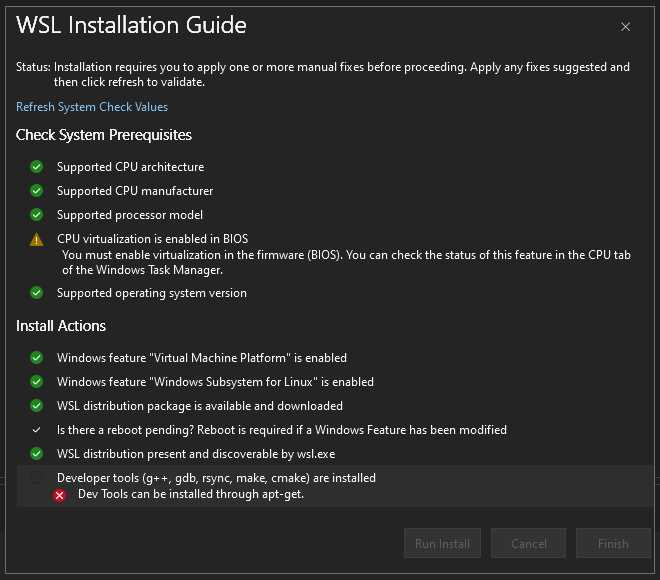 WSL Installation Guide
Status: Installation requires you to apply one or more manual fixes before proceeding. Apply any fixes suggested and
then click refresh to validate.
Refresh System Check Values
Check System Prerequisites
Supported CPU architecture
Supported CPU manufacturer
Supported processor model
CPU virtualization is enabled in BIOS
You must enable virtualization in the firmware (BIOS). You can check the status of this feature in the CPU tab
of the Windows Task Manager.
Supported operating system version
Install Actions
Windows feature "Virtual Machine Platform" is enabled
Windows feature "Windows Subsystem for Linux" is enabled
WSL distribution package is available and downloaded
Is there a reboot pending? Reboot is required if a Windows Feature has been modified
WSL distribution present and discoverable by wsl.exe
Developer tools (g++, gdb, rsync, make, cmake) are installed
Dev Tools can be installed through apt-get.
Run Install Cancel Finish